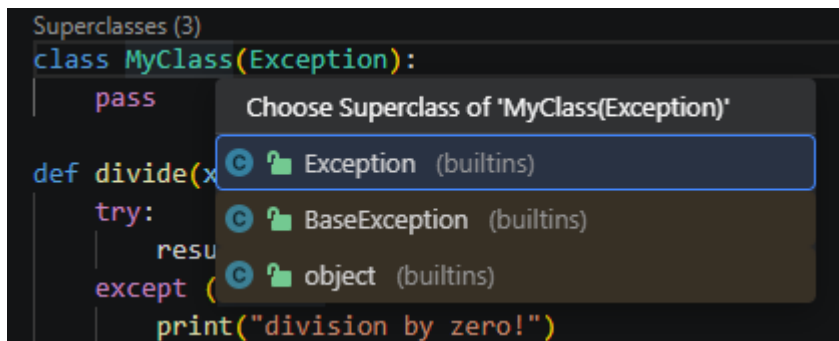 Superclasses (3)
class MyClass(Exception):
pass
Choose Superclass of 'MyClass(Exception)'
Exception (builtins)
def divide(x
try:
BaseException (builtins)
resu
object (builtins)
except (
print("division by zero!")